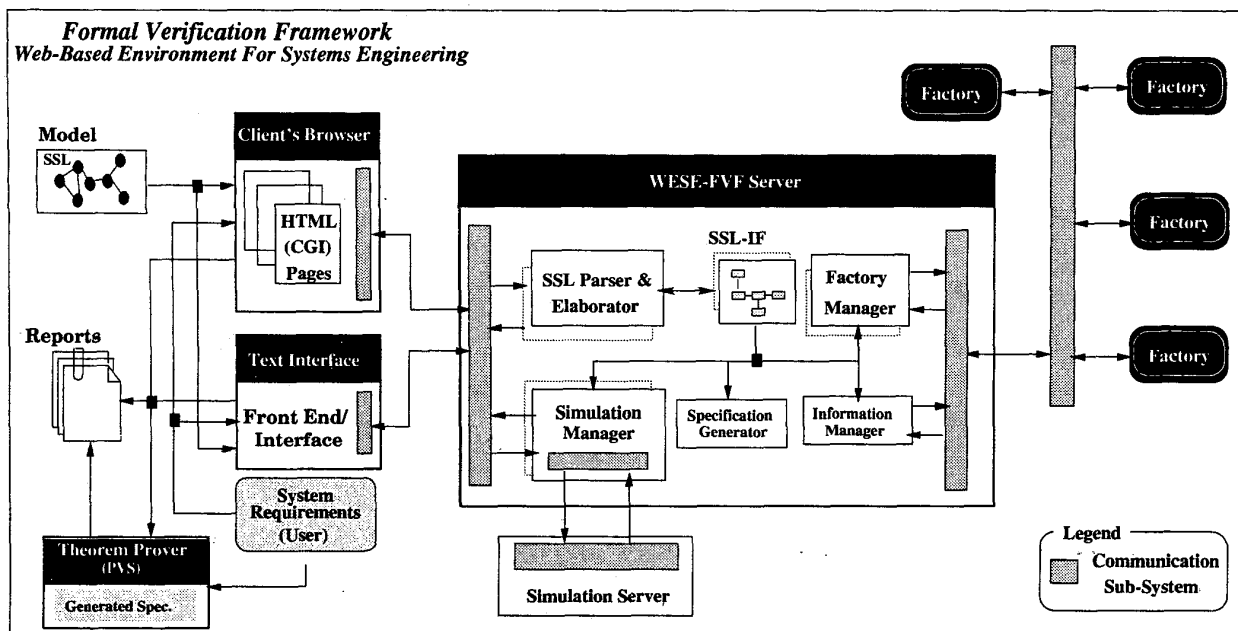 Formal Verification Framework
Web-Based Environment For Systems Engineering
Model
SSL
Client's Browser
HTML
(CGI)
Pages
Reports
Text Interface
Front End/
Interface
System
Requirements
(User)
Theorem Prover
(PVS)
Generated Spec.
WESE-FVF Server
SSL Parser &
Elaborator
SSL-IF
Factory
Manager
Simulation
Manager
Specification
Generator
Information
Manager
Simulation Server
Factory
Factory
Factory
Factory
Legend
Communication
Sub-System